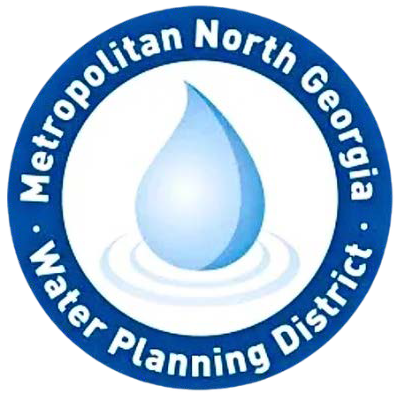 Metropolitan North Georgia
Water Planning District